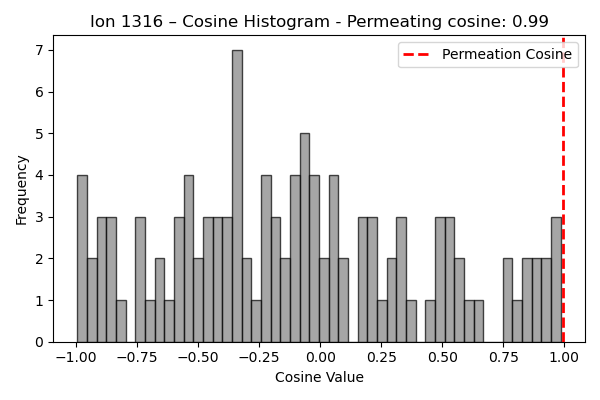 Ion 1316 – Cosine Histogram - Permeating cosine: 0.99
Permeation Cosine
Frequency
7
6
5
4
3
2
1
0
−1.00 −0.75 −0.50 −0.25 0.00 0.25 0.50 0.75 1.00
Cosine Value